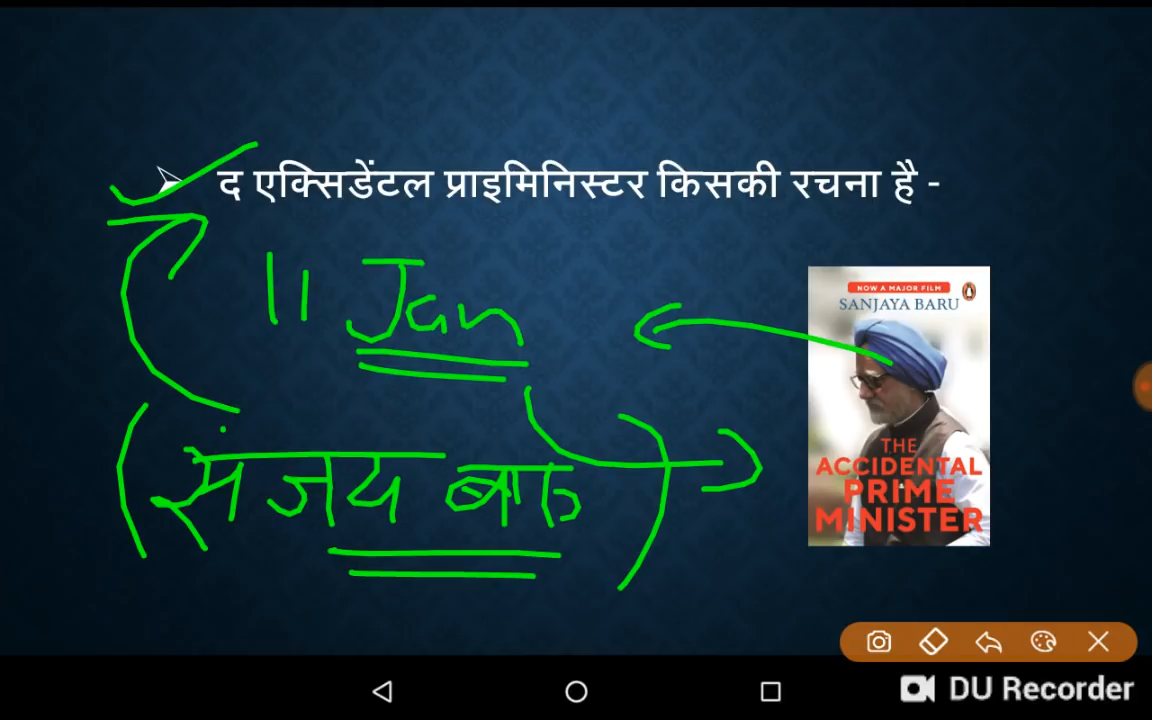 द एक्सिडेंटल प्राइमिनिस्टर किसकी रचना है -
11 Jan
(संजय बारु)
NOW A MAJOR FILM
SANJAYA BARU
THE
ACCIDENTAL
PRIME
MINISTER
DU Recorder